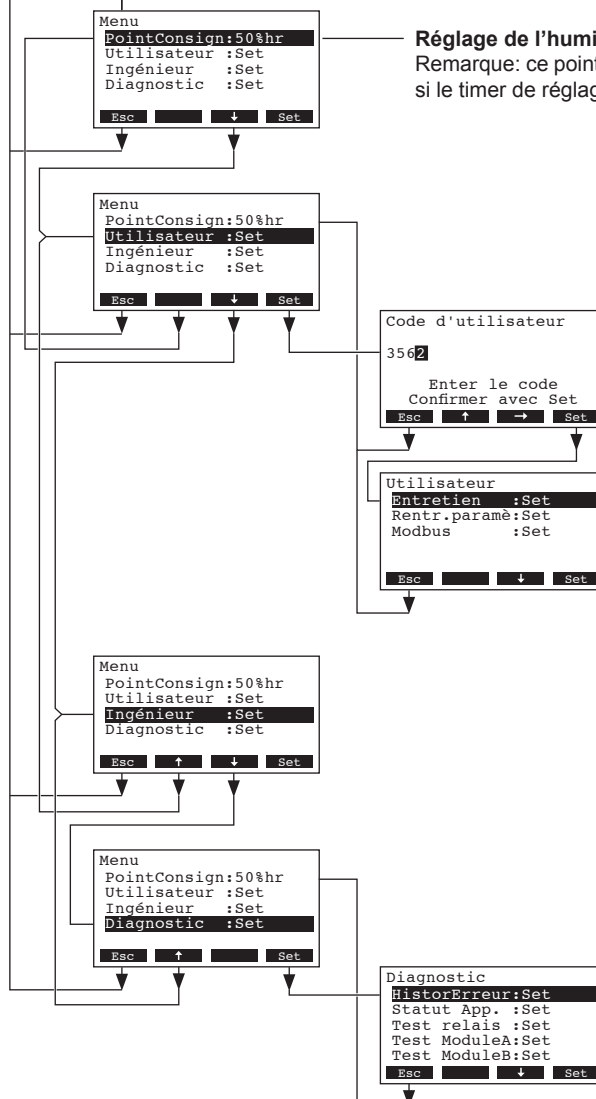 Menu
PointConsign:50%hr
Utilisateur :Set
Ingénieur :Set
Diagnostic :Set
Esc ↓ Set
Réglage de l'humi
Remarque: ce point
si le timer de réglag
Menu
PointConsign:50%hr
Utilisateur :Set
Ingénieur :Set
Diagnostic :Set
Esc ↓ Set
Code d'utilisateur
3562
Enter le code
Confirmer avec Set
Esc ↑ → Set
Utilisateur
Entretien :Set
Rentr.paramè:Set
Modbus :Set
Esc ↓ Set
Menu
PointConsign:50%hr
Utilisateur :Set
Ingénieur :Set
Diagnostic :Set
Esc ↑ ↓ Set
Menu
PointConsign:50%hr
Utilisateur :Set
Ingénieur :Set
Diagnostic :Set
Esc ↑ Set
Diagnostic
HistorErreur:Set
Statut App. :Set
Test relais :Set
Test ModuleA:Set
Test ModuleB:Set
Esc ↓ Set